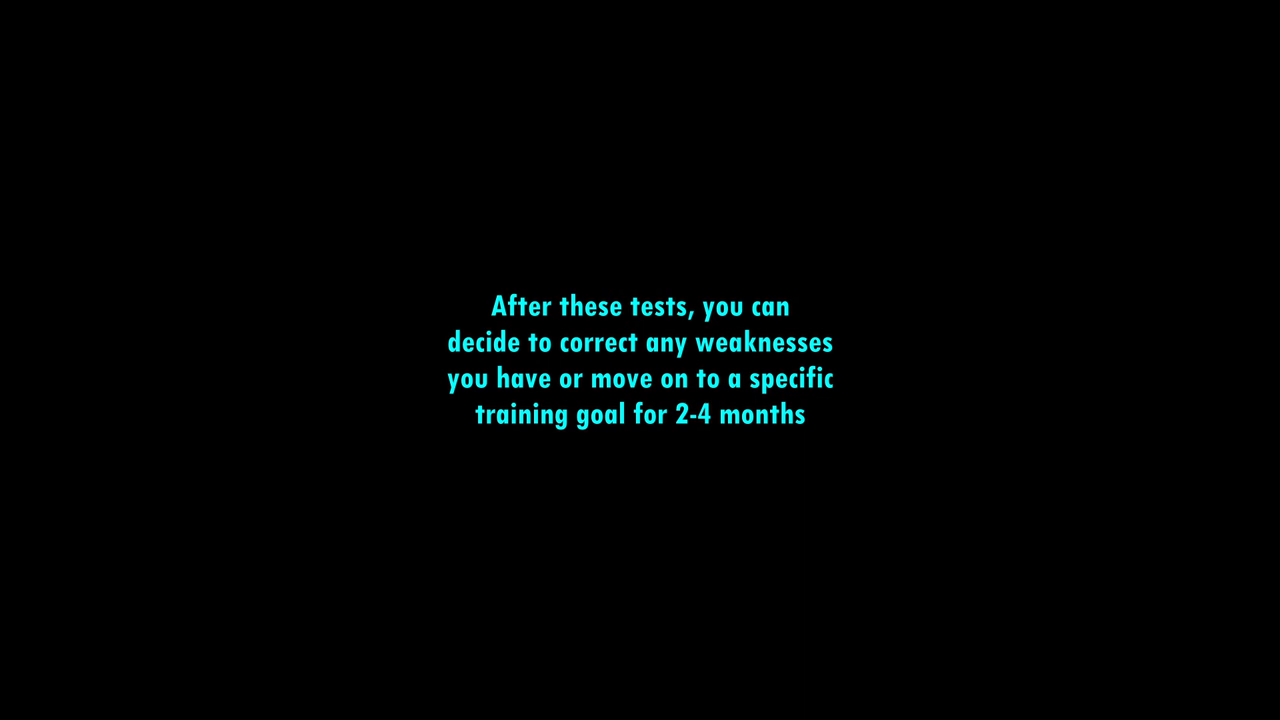 After these tests, you can
decide to correct any weaknesses
you have or move on to a specific
training goal for 2-4 months